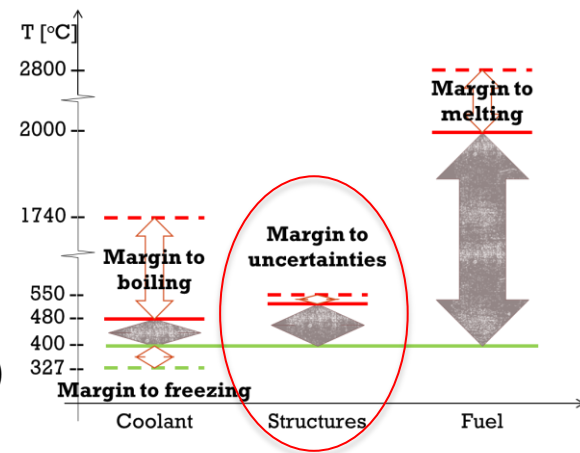 T [°C]
2800
2000
1740
550
480
400
327
Margin to
melting
Margin to
uncertainties
Margin to
boiling
Margin to freezing
)
Coolant
Structures
Fuel